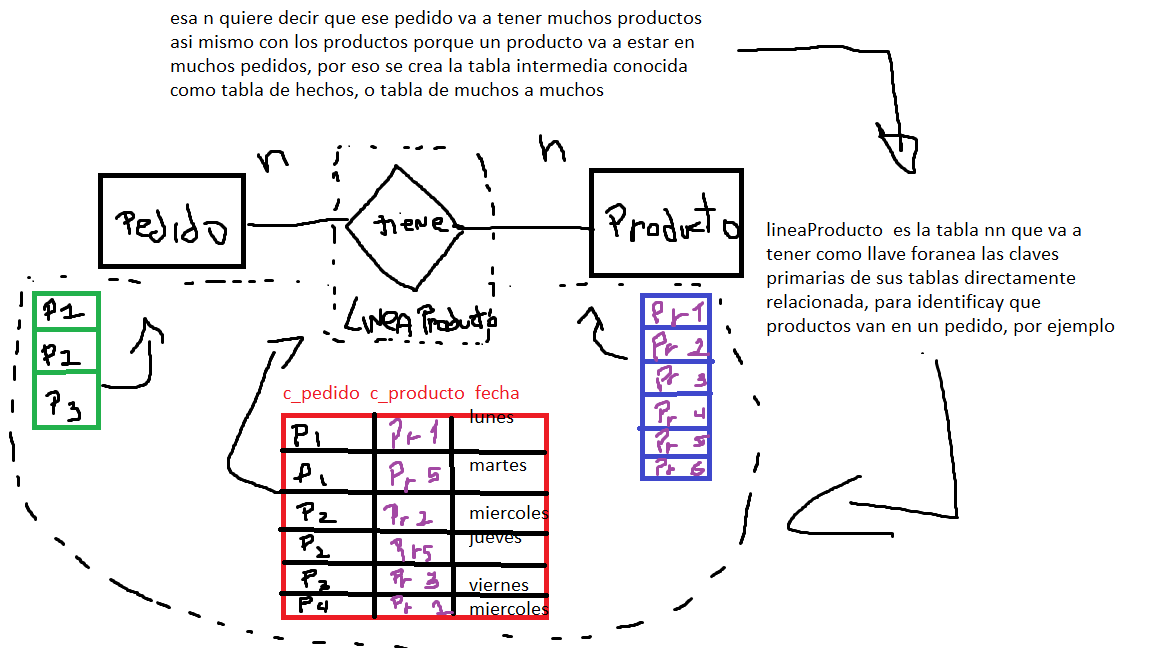 esa n quiere decir que ese pedido va a tener muchos productos
asi mismo con los productos porque un producto va a estar en
muchos pedidos, por eso se crea la tabla intermedia conocida
como tabla de hechos, o tabla de muchos a muchos
n
n
Pedido
tiene
Producto
LineA Producto
lineaProducto es la tabla nn que va a
tener como llave foranea las claves
primarias de sus tablas directamente
relacionada, para identificay que
productos van en un pedido, por ejemplo
P1
P2
P3
Pr 1
Pr 2
Pr 3
Pr 4
Pr 5
Pr 6
c_pedido c_producto fecha
P1 Pr 1 lunes
P1 Pr 5 martes
P2 Pr 2 miercoles
P2 Pr5 jueves
Pr 3 viernes
P4 Pr miercoles